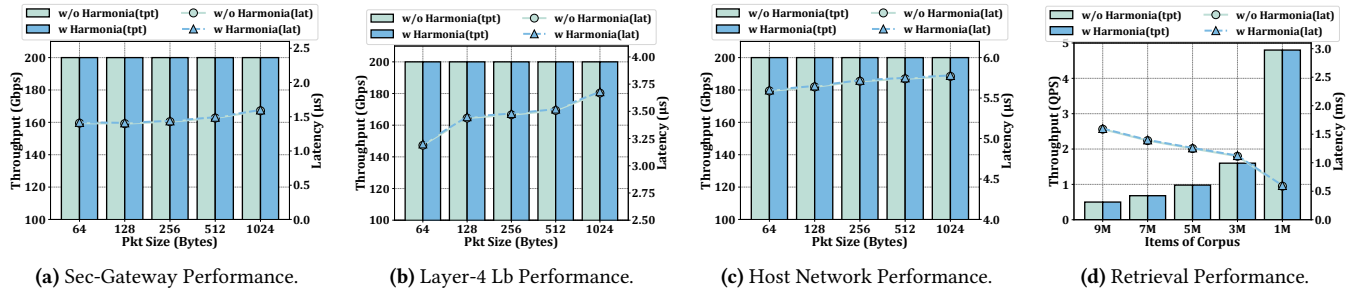 w/o Harmonia(tpt)
w/o Harmonia(lat)
w Harmonia(tpt)
w Harmonia(lat)
Throughput (Gbps)
200
180
160
140
120
100
2.5
2.0
1.5
1.0
0.5
0.0
Latency (µs)
64 128 256 512 1024
Pkt Size (Bytes)
(a) Sec-Gateway Performance.
w/o Harmonia(tpt)
w/o Harmonia(lat)
w Harmonia(tpt)
w Harmonia(lat)
Throughput (Gbps)
200
180
160
140
120
100
4.00
3.75
3.50
3.25
3.00
2.75
2.50
Latency (µs)
64 128 256 512 1024
Pkt Size (Bytes)
(b) Layer-4 Lb Performance.
w/o Harmonia(tpt)
w/o Harmonia(lat)
w Harmonia(tpt)
w Harmonia(lat)
Throughput (Gbps)
200
180
160
140
120
100
6.0
5.5
5.0
4.5
4.0
Latency (µs)
64 128 256 512 1024
Pkt Size (Bytes)
(c) Host Network Performance.
w/o Harmonia(tpt)
w/o Harmonia(lat)
w Harmonia(tpt)
w Harmonia(lat)
Throughput (QPS)
5
4
3
2
1
0
3.0
2.5
2.0
1.5
1.0
0.5
0.0
Latency (ms)
9M 7M 5M 3M 1M
Items of Corpus
(d) Retrieval Performance.